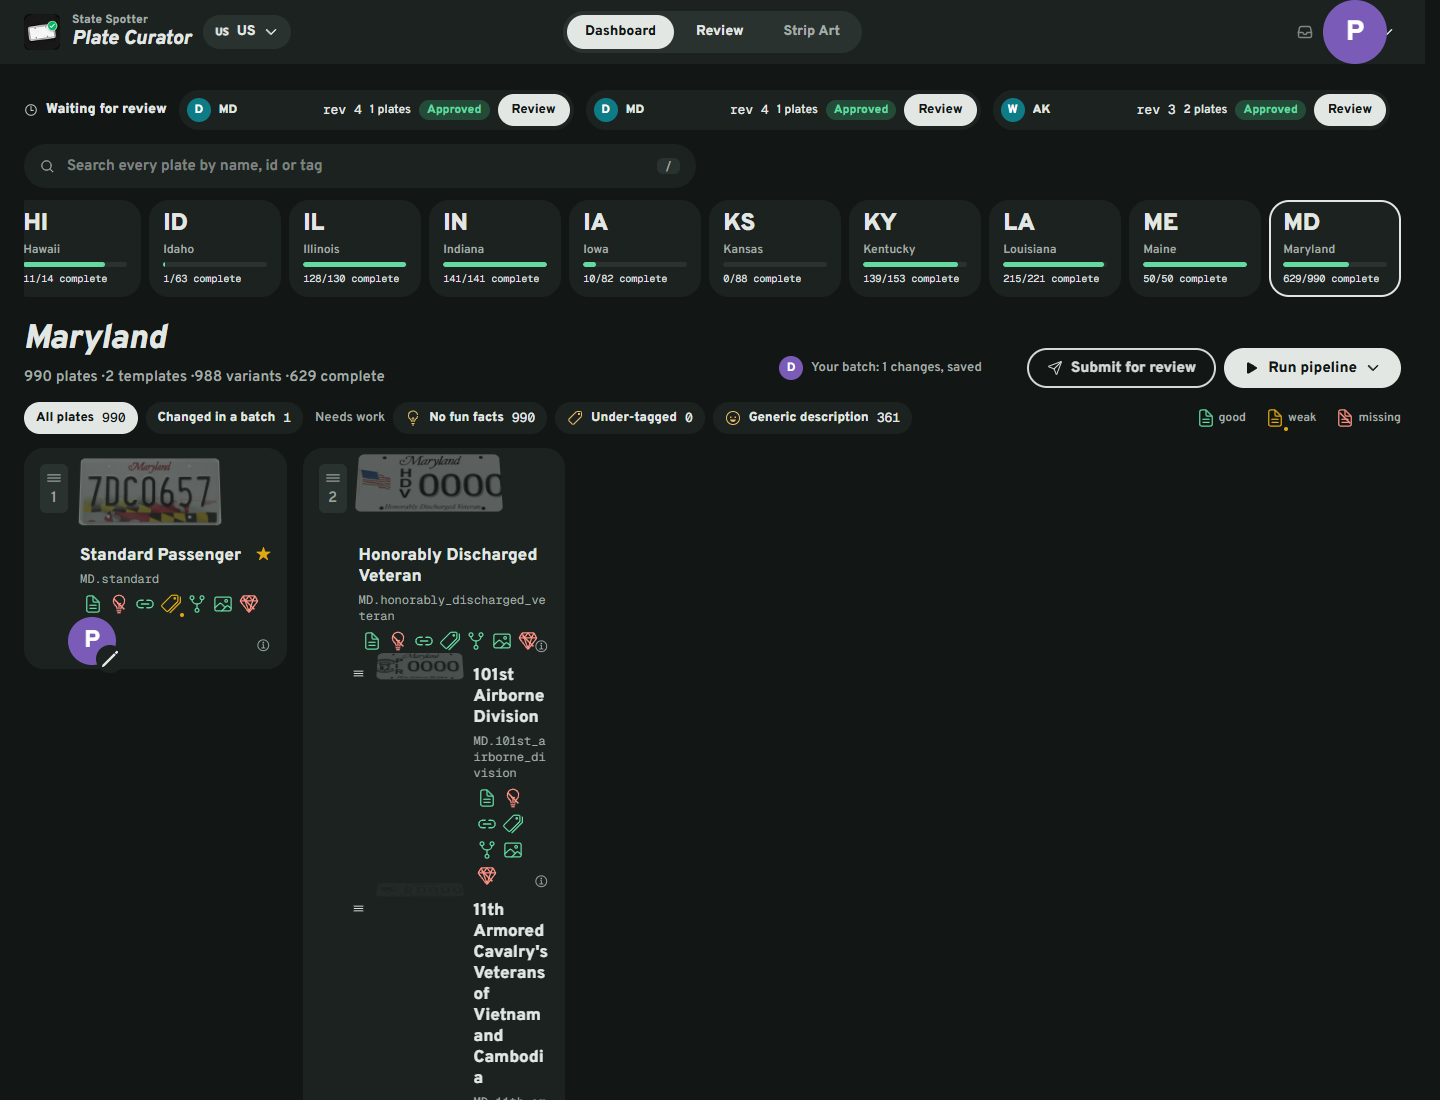 State Spotter
Plate Curator
US US
Dashboard
Review
Strip Art
P
Waiting for review
D MD rev 4 1 plates Approved Review
D MD rev 4 1 plates Approved Review
W AK rev 3 2 plates Approved Review
Search every plate by name, id or tag /
HI
Hawaii
11/14 complete
ID
Idaho
1/63 complete
IL
Illinois
128/130 complete
IN
Indiana
141/141 complete
IA
Iowa
10/82 complete
KS
Kansas
0/88 complete
KY
Kentucky
139/153 complete
LA
Louisiana
215/221 complete
ME
Maine
50/50 complete
MD
Maryland
629/990 complete
Maryland
990 plates ·2 templates ·988 variants ·629 complete
D Your batch: 1 changes, saved
Submit for review
Run pipeline
All plates 990
Changed in a batch 1
Needs work
No fun facts 990
Under-tagged 0
Generic description 361
good
weak
missing
1
Maryland
7DC0657
Standard Passenger
MD.standard
P
2
Maryland
HDV 0000
Honorably Discharged Veteran
Honorably Discharged
Veteran
MD.honorably_discharged_ve
teran
0000
101st
Airborne
Division
MD.101st_a
irborne_di
vision
11th
Armored
Cavalry's
Veterans
of
Vietnam
and
Cambodi
a